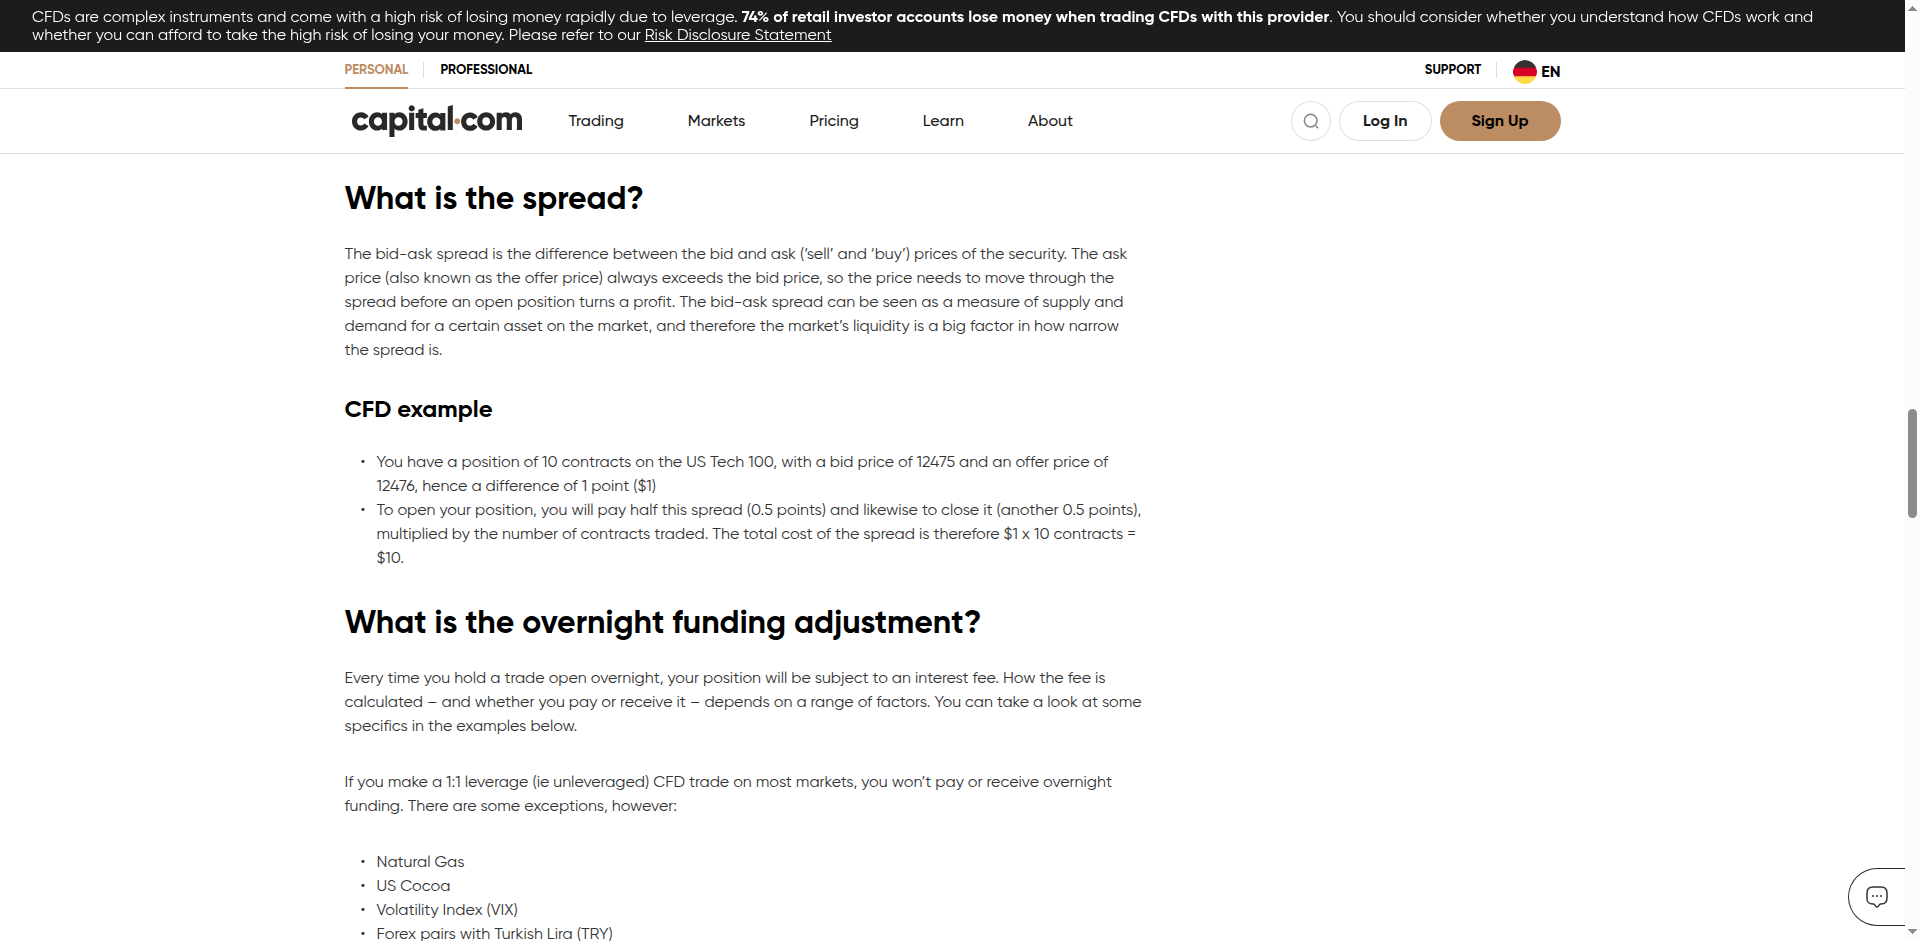 CFDs are complex instruments and come with a high risk of losing money rapidly due to leverage. 74% of retail investor accounts lose money when trading CFDs with this provider. You should consider whether you understand how CFDs work and
whether you can afford to take the high risk of losing your money. Please refer to our Risk Disclosure Statement
PERSONAL PROFESSIONAL SUPPORT EN
capital.com Trading Markets Pricing Learn About Log In Sign Up
What is the spread?
The bid-ask spread is the difference between the bid and ask (‘sell’ and ‘buy’) prices of the security. The ask
price (also known as the offer price) always exceeds the bid price, so the price needs to move through the
spread before an open position turns a profit. The bid-ask spread can be seen as a measure of supply and
demand for a certain asset on the market, and therefore the market’s liquidity is a big factor in how narrow
the spread is.
CFD example
• You have a position of 10 contracts on the US Tech 100, with a bid price of 12475 and an offer price of
12476, hence a difference of 1 point ($1)
• To open your position, you will pay half this spread (0.5 points) and likewise to close it (another 0.5 points),
multiplied by the number of contracts traded. The total cost of the spread is therefore $1 x 10 contracts =
$10.
What is the overnight funding adjustment?
Every time you hold a trade open overnight, your position will be subject to an interest fee. How the fee is
calculated – and whether you pay or receive it – depends on a range of factors. You can take a look at some
specifics in the examples below.
If you make a 1:1 leverage (ie unleveraged) CFD trade on most markets, you won’t pay or receive overnight
funding. There are some exceptions, however:
• Natural Gas
• US Cocoa
• Volatility Index (VIX)
• Forex pairs with Turkish Lira (TRY)